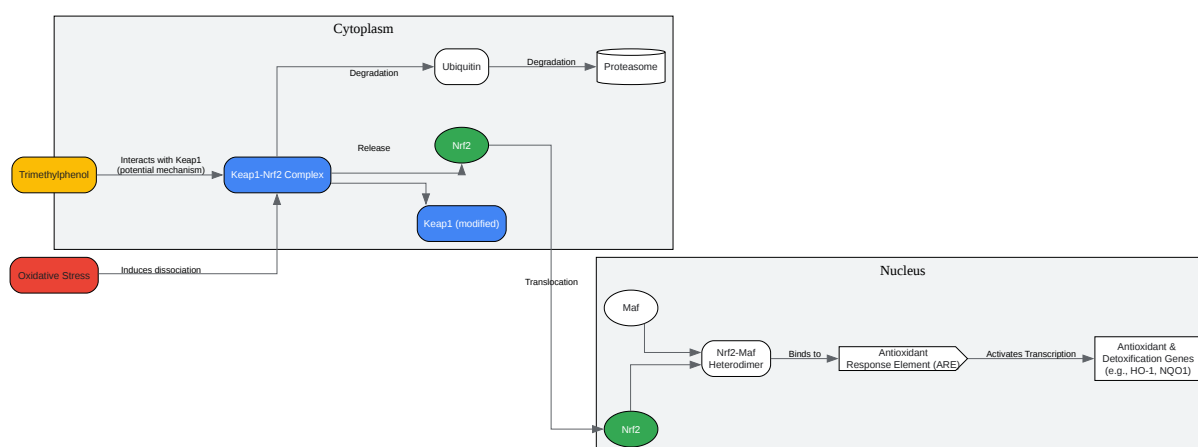 Cytoplasm
Ubiquitin
Degradation
Proteasome
Degradation
Nrf2
Release
Interacts with Keap1
(potential mechanism)
Trimethylphenol
Keap1-Nrf2 Complex
Keap1 (modified)
Oxidative Stress
Induces dissociation
Translocation
Nucleus
Maf
Nrf2-Maf
Heterodimer
Binds to
Antioxidant
Response Element (ARE)
Activates Transcription
Antioxidant &
Detoxification Genes
(e.g., HO-1, NQO1)
Nrf2